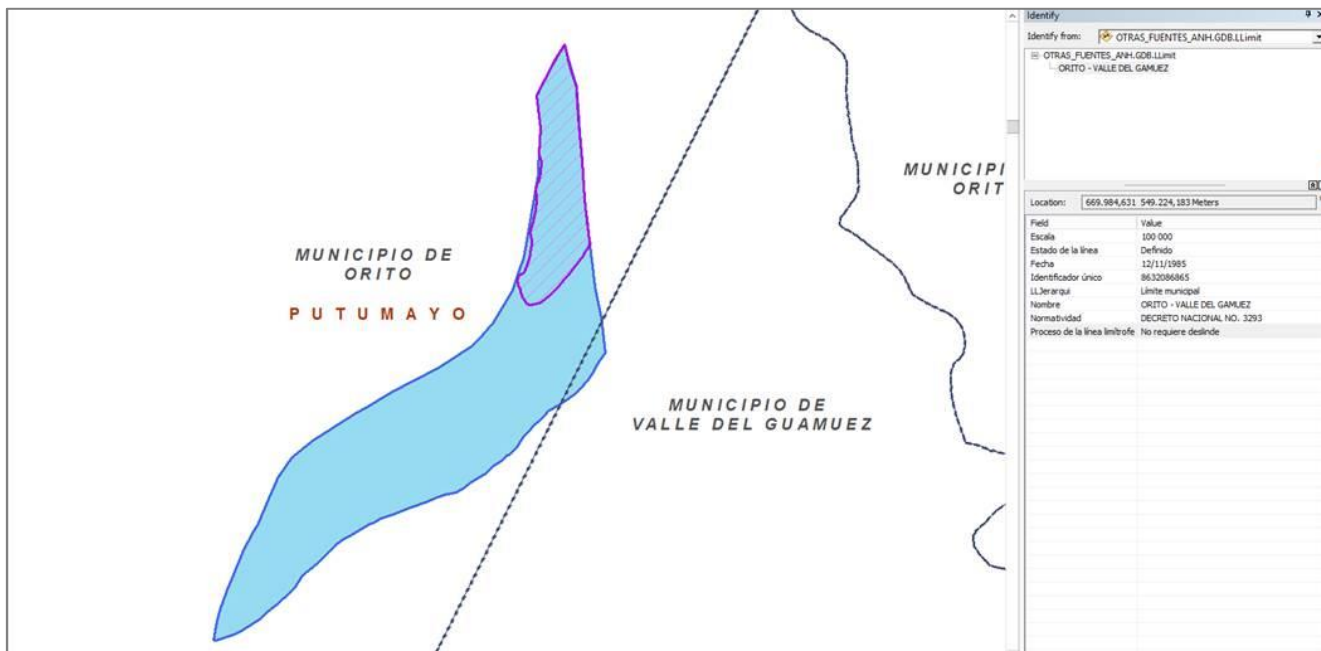 MUNICIPIO DE
ORITO
PUTUMAYO
MUNICIPI
ORIT
MUNICIPIO DE
VALLE DEL GUAMUEZ
Identify
Identify from: OTRAS_FUENTES_ANH.GDB.LLimit
OTRAS_FUENTES_ANH.GDB.LLimit
ORITO - VALLE DEL GAMUEZ
Location: 669.984,631 549.224,183 Meters
Field Value
Escala 100 000
Estado de la línea Definido
Fecha 12/11/1985
Identificador único 8632086865
LLJerarqui Límite municipal
Nombre ORITO - VALLE DEL GAMUEZ
Normatividad DECRETO NACIONAL NO. 3293
Proceso de la línea limítrofe No requiere deslinde